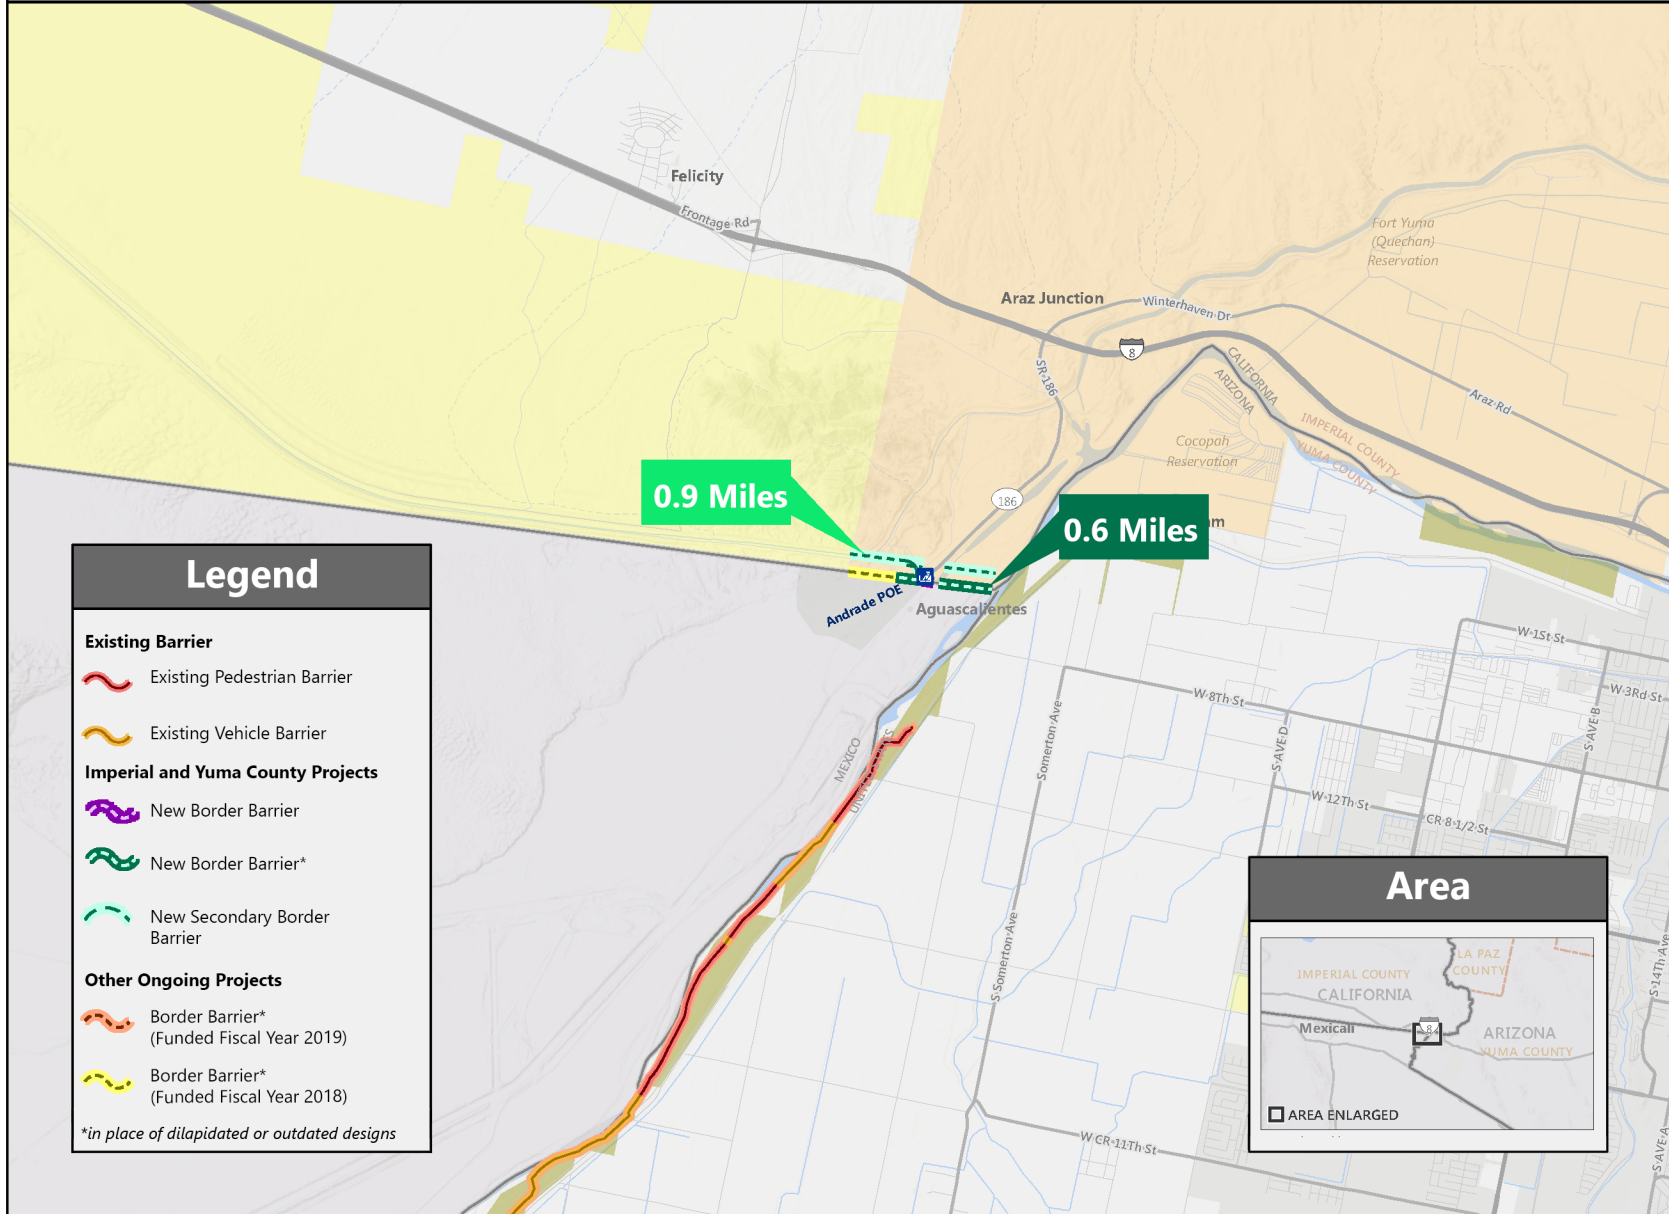 Felicity
Frontage Rd
Fort Yuma
(Quechan)
Reservation
Araz Junction
Winterhaven Dr
8
SR-186
CALIFORNIA
ARIZONA
Araz Rd
IMPERIAL COUNTY
YUMA COUNTY
Cocopah
Reservation
0.9 Miles
186
0.6 Miles
Andrade POE
Aguascalientes
MEXICO
UNITED STATES
W 1St St
W 3Rd St
W 8Th St
S Somerton Ave
S AVE D
S AVE B
W 12Th St
CR 8 1/2 St
S Somerton Ave
S 14Th Ave
W CR 11Th St
S AVE A
Legend
Existing Barrier
Existing Pedestrian Barrier
Existing Vehicle Barrier
Imperial and Yuma County Projects
New Border Barrier
New Border Barrier*
New Secondary Border
Barrier
Other Ongoing Projects
Border Barrier*
(Funded Fiscal Year 2019)
Border Barrier*
(Funded Fiscal Year 2018)
*in place of dilapidated or outdated designs
Area
LA PAZ
COUNTY
IMPERIAL COUNTY
CALIFORNIA
Mexicali
8
ARIZONA
YUMA COUNTY
AREA ENLARGED